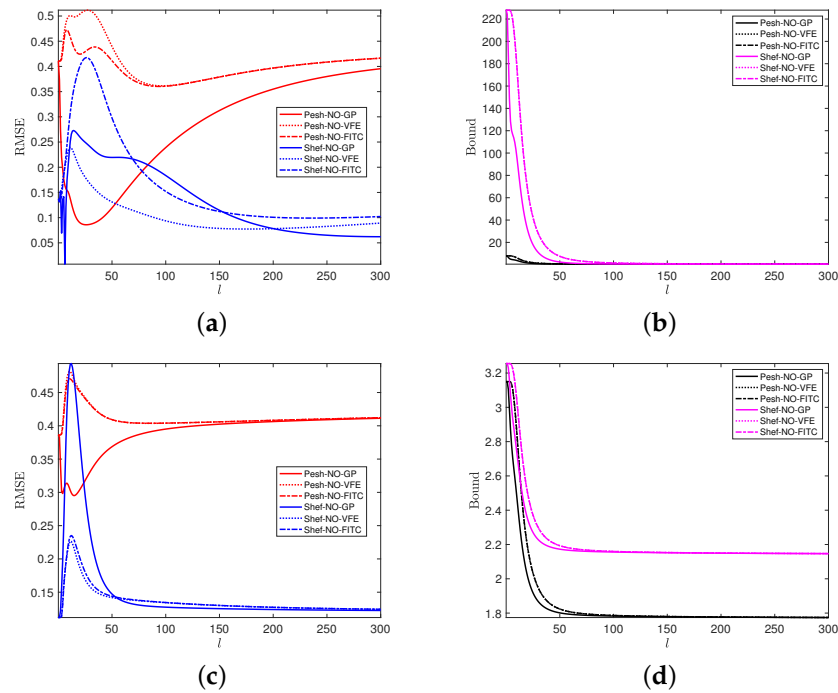 0.5
0.45
0.4
0.35
0.3
0.25
0.2
0.15
0.1
0.05
RMSE
50 100 150 200 250 300
l
Pesh-NO-GP
Pesh-NO-VFE
Pesh-NO-FITC
Shef-NO-GP
Shef-NO-VFE
Shef-NO-FITC
(a)
220
200
180
160
140
120
100
80
60
40
20
Bound
50 100 150 200 250 300
l
Pesh-NO-GP
Pesh-NO-VFE
Pesh-NO-FITC
Shef-NO-GP
Shef-NO-VFE
Shef-NO-FITC
(b)
0.45
0.4
0.35
0.3
0.25
0.2
0.15
RMSE
50 100 150 200 250 300
l
Pesh-NO-GP
Pesh-NO-VFE
Pesh-NO-FITC
Shef-NO-GP
Shef-NO-VFE
Shef-NO-FITC
(c)
3.2
3
2.8
2.6
2.4
2.2
2
1.8
Bound
50 100 150 200 250 300
l
Pesh-NO-GP
Pesh-NO-VFE
Pesh-NO-FITC
Shef-NO-GP
Shef-NO-VFE
Shef-NO-FITC
(d)